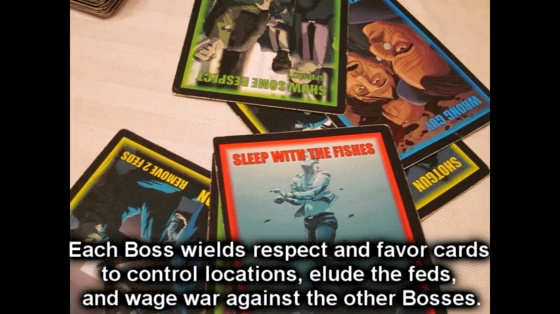 SHOW SOME RESPECT
WRONG GUY
SHOTGUN
REMOVE 2 FEDS
SLEEP WITH THE FISHES
Each Boss wields respect and favor cards
to control locations, elude the feds,
and wage war against the other Bosses.